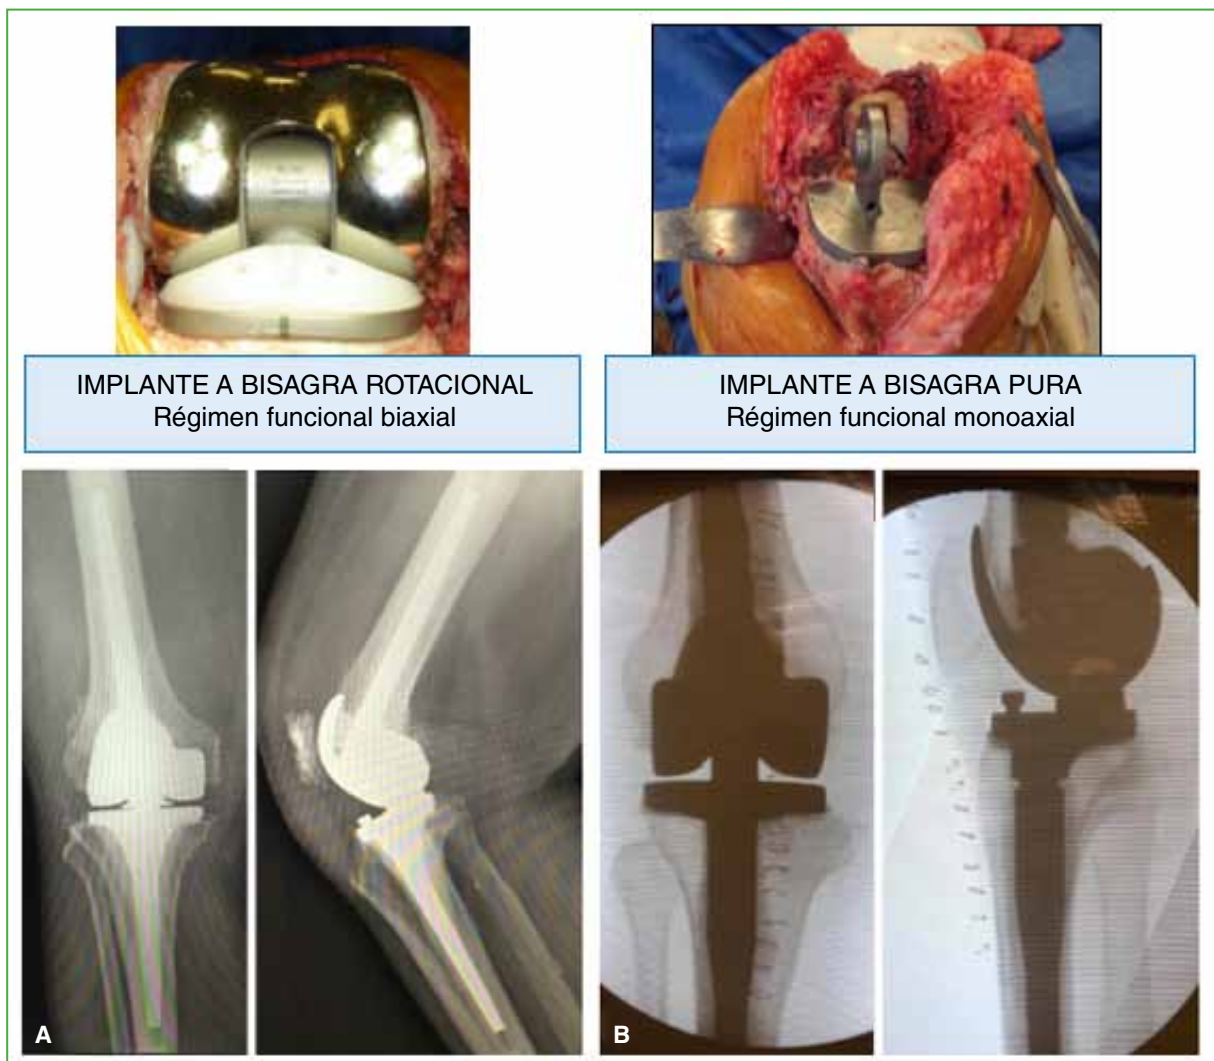 IMPLANTE A BISAGRA ROTACIONAL
Régimen funcional biaxial
IMPLANTE A BISAGRA PURA
Régimen funcional monoaxial
A
B